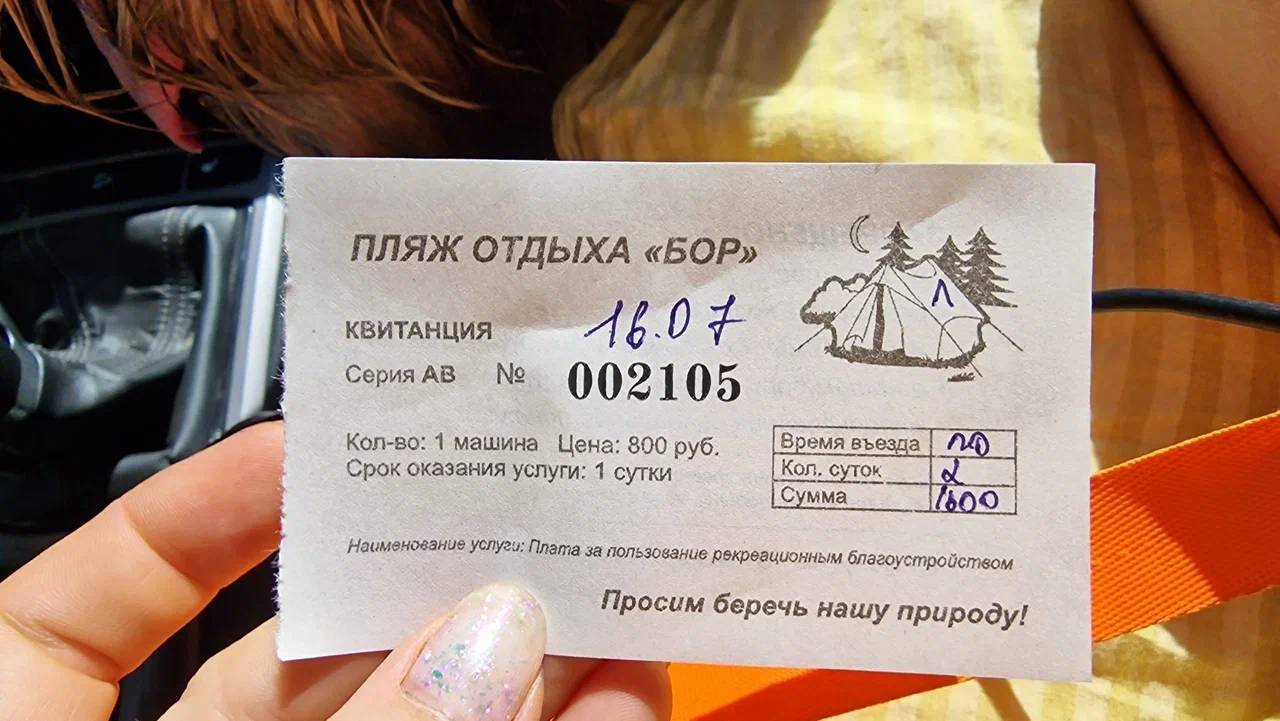 ПЛЯЖ ОТДЫХА «БОР»
КВИТАНЦИЯ 16.07
Серия АВ № 002105
Кол-во: 1 машина Цена: 800 руб.
Срок оказания услуги: 1 сутки
Время въезда
Кол. суток 2
Сумма 1600
Наименование услуги: Плата за пользование рекреационным благоустройством
Просим беречь нашу природу!